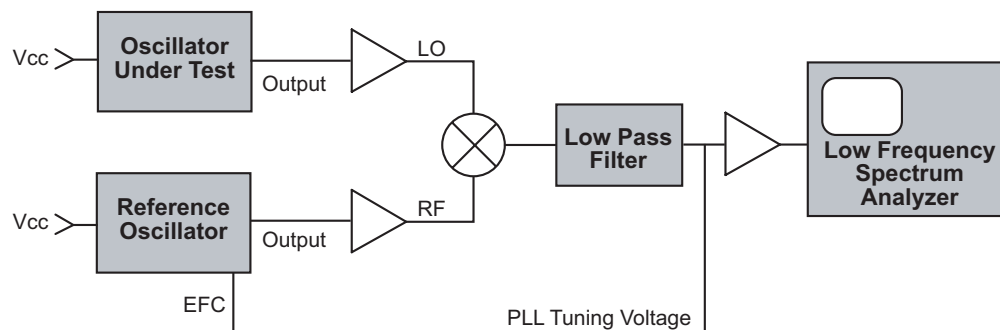 Vcc
Oscillator
Under Test
Output
LO
Low Pass
Filter
Low Frequency
Spectrum
Analyzer
Vcc
Reference
Oscillator
Output
RF
EFC
PLL Tuning Voltage